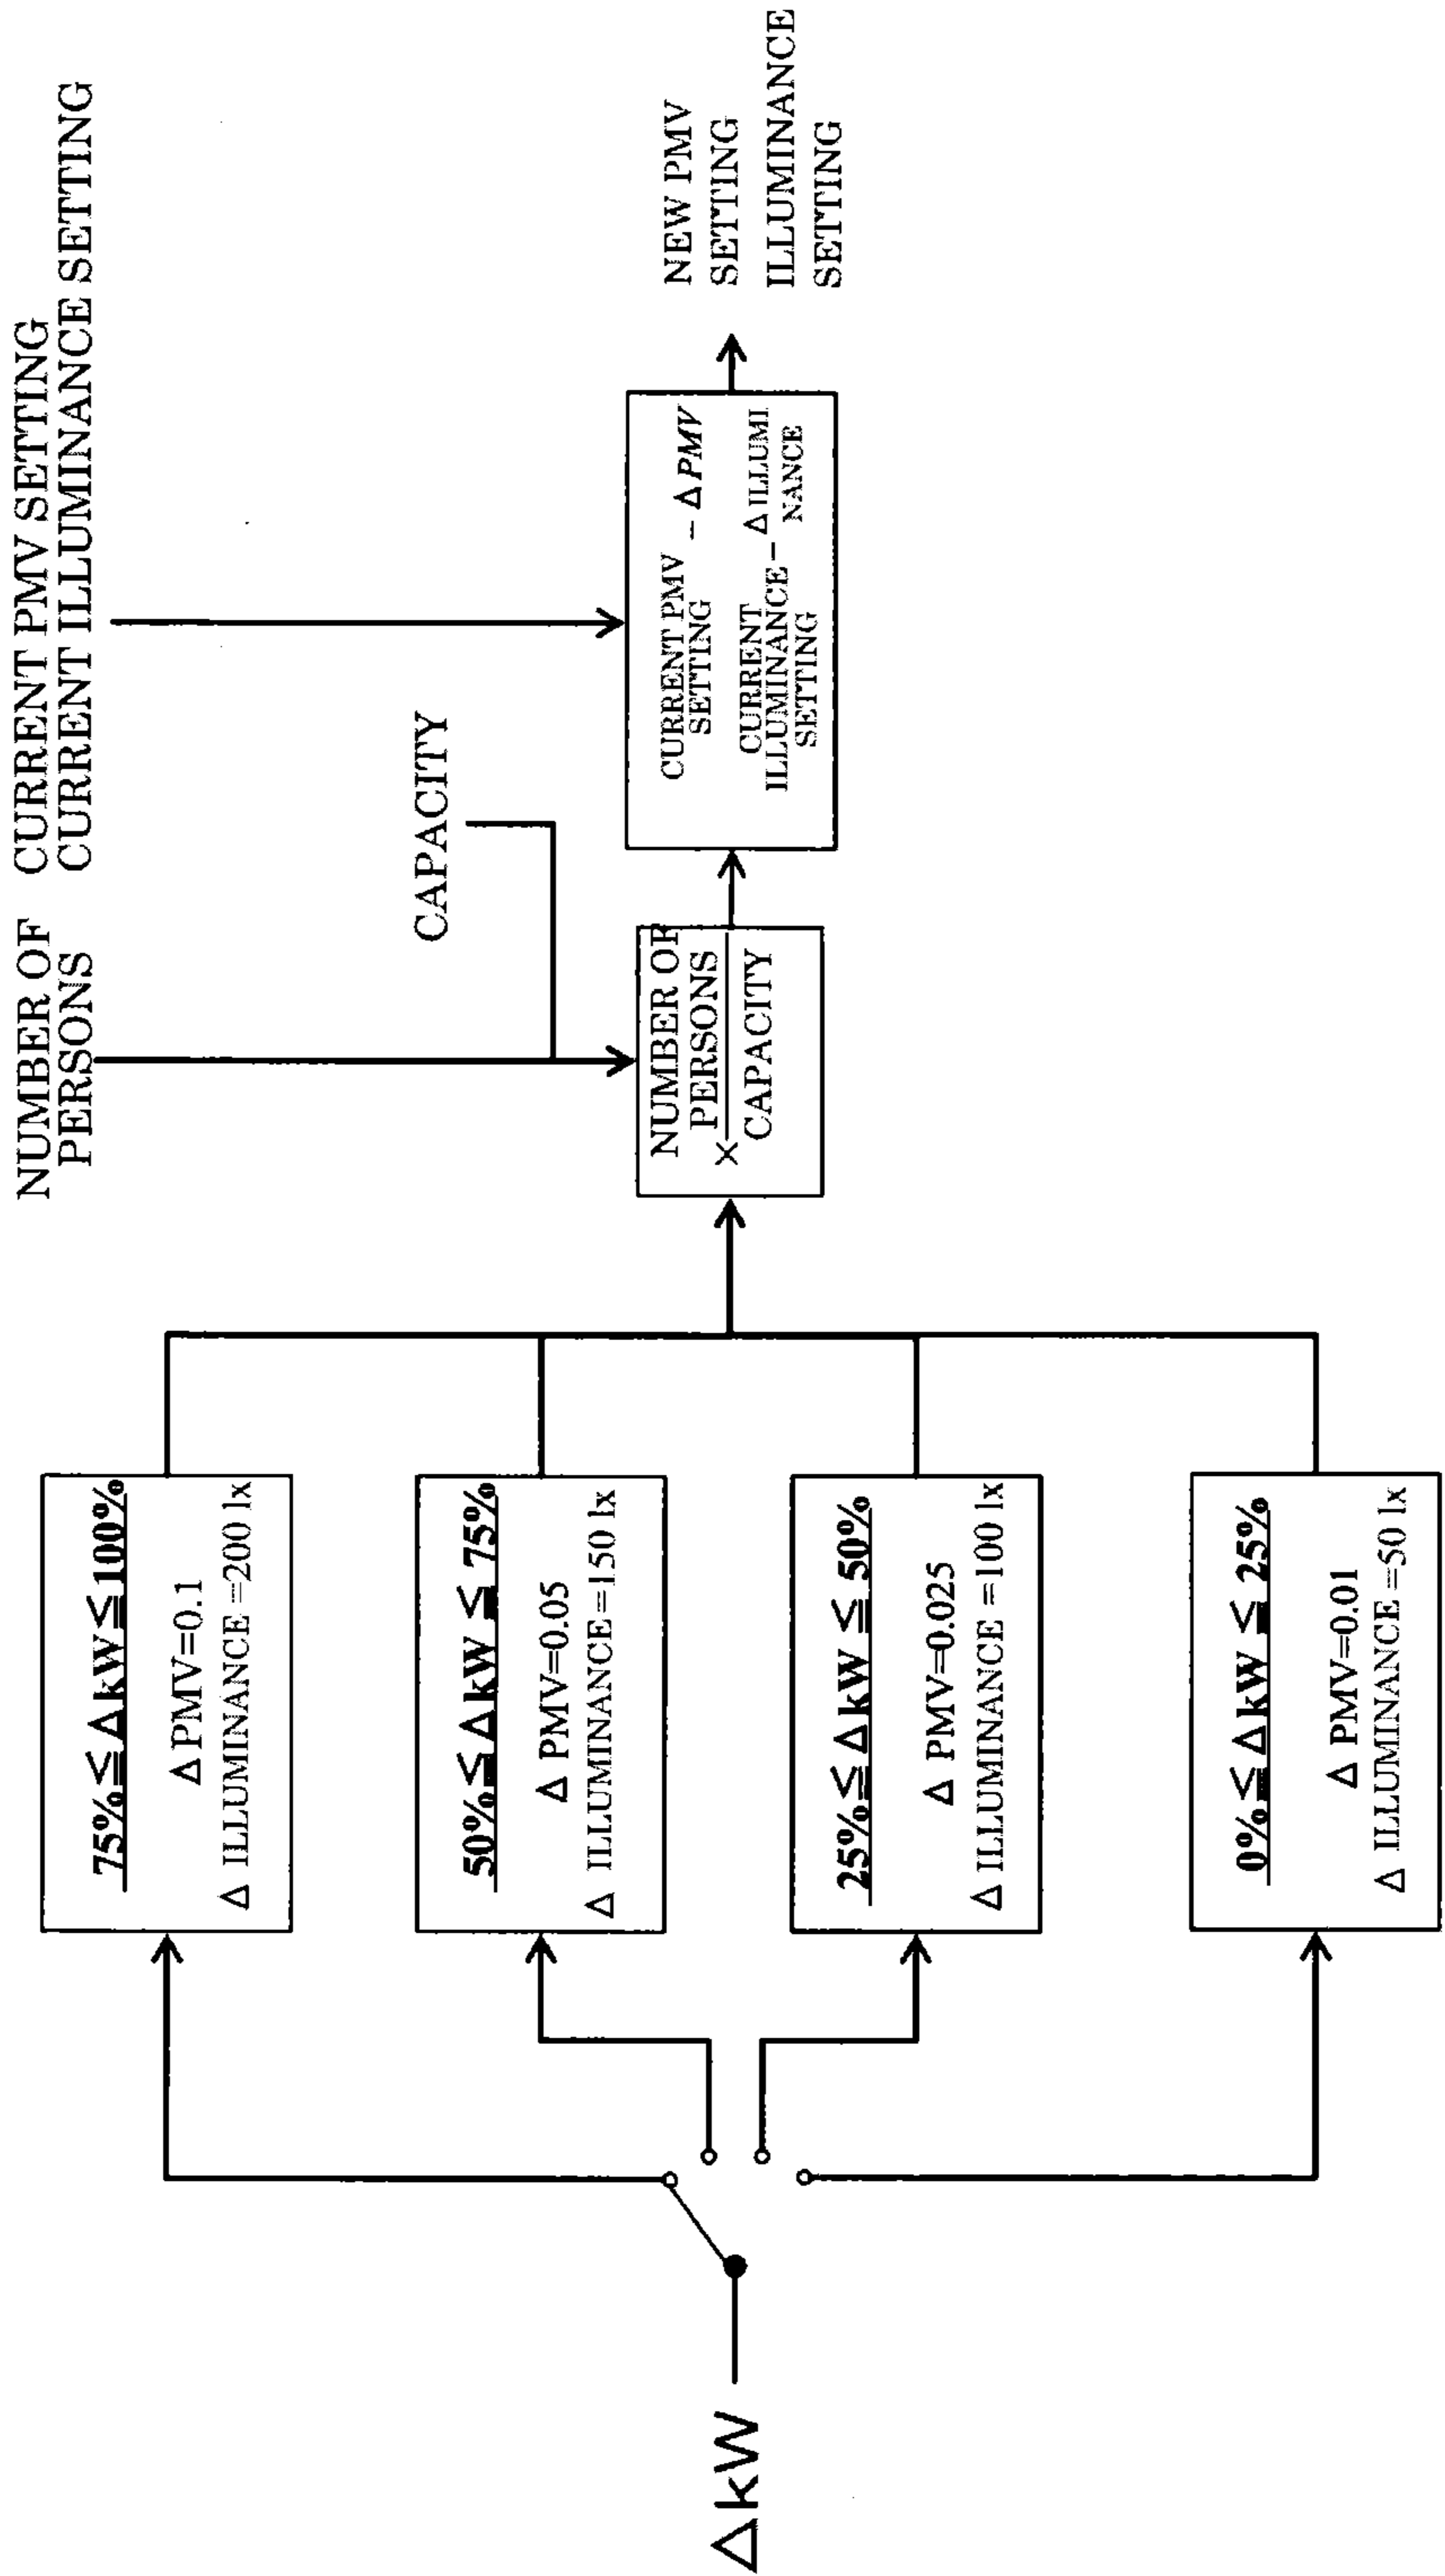 ΔkW
75%≦ΔkW≦100%
ΔPMV=0.1
Δ ILLUMINANCE=200 lx
50%≦ΔkW ≦ 75%
Δ PMV=0.05
Δ ILLUMINANCE=150 lx
25%≦ΔkW ≦ 50%
Δ PMV=0.025
Δ ILLUMINANCE =100 lx
0%≦ΔkW ≦ 25%
Δ PMV=0.01
Δ ILLUMINANCE =50 lx
NUMBER OF
PERSONS
CAPACITY
NUMBER OF
PERSONS
×
CAPACITY
CURRENT PMV SETTING
CURRENT ILLUMINANCE SETTING
CURRENT PMV
SETTING
– ΔPMV
CURRENT
ILLUMINANCE
SETTING
– Δ ILLUMI
NANCE
NEW PMV
SETTING
ILLUMINANCE
SETTING